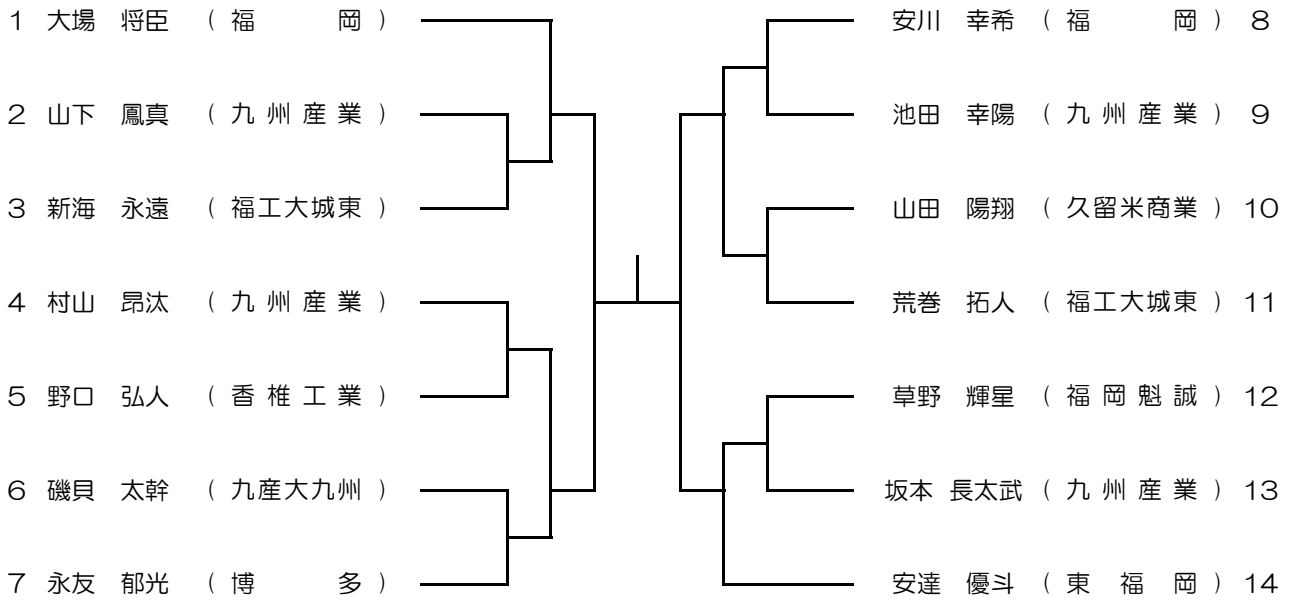 1 大場 将臣 ( 福 岡 )
2 山下 鳳真 ( 九 州 産 業 )
3 新海 永遠 ( 福工大城東 )
4 村山 昂汰 ( 九 州 産 業 )
5 野口 弘人 ( 香 椎 工 業 )
6 磯貝 太幹 ( 九産大九州 )
7 永友 郁光 ( 博 多 )
安川 幸希 ( 福 岡 ) 8
池田 幸陽 ( 九 州 産 業 ) 9
山田 陽翔 ( 久留米商業 ) 10
荒巻 拓人 ( 福工大城東 ) 11
草野 輝星 ( 福 岡 魁 誠 ) 12
坂本 長太武 ( 九 州 産 業 ) 13
安達 優斗 ( 東 福 岡 ) 14